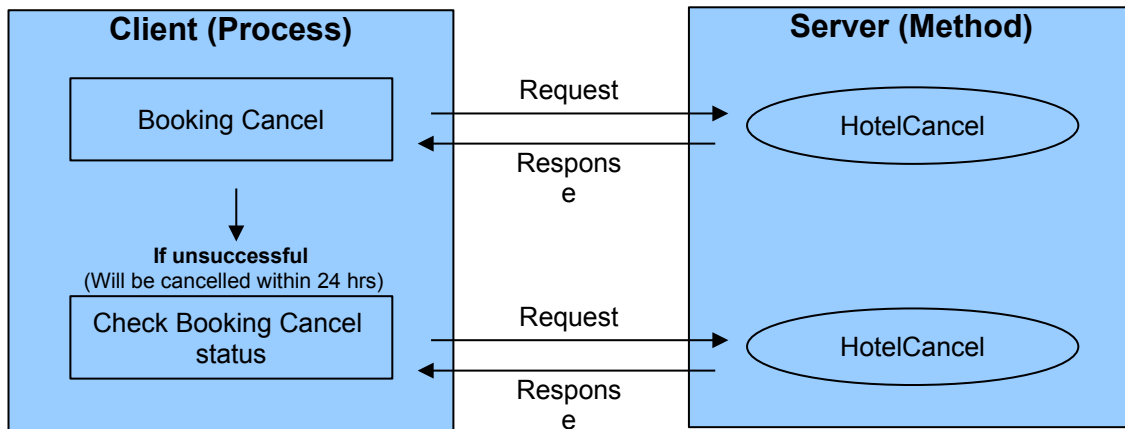 Client (Process)
Server (Method)
Booking Cancel
Request
HotelCancel
Respons
e
If unsuccessful
(Will be cancelled within 24 hrs)
Check Booking Cancel
status
Request
HotelCancel
Respons
e